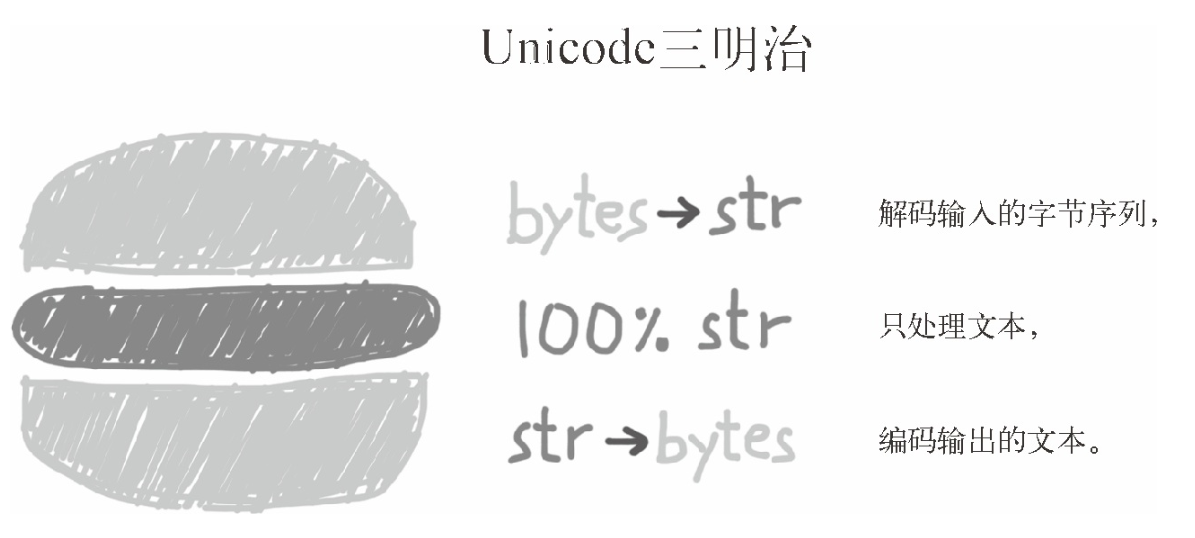 Unicode三明治
bytes→str 解码输入的字节序列，
100% str 只处理文本，
str→bytes 编码输出的文本。